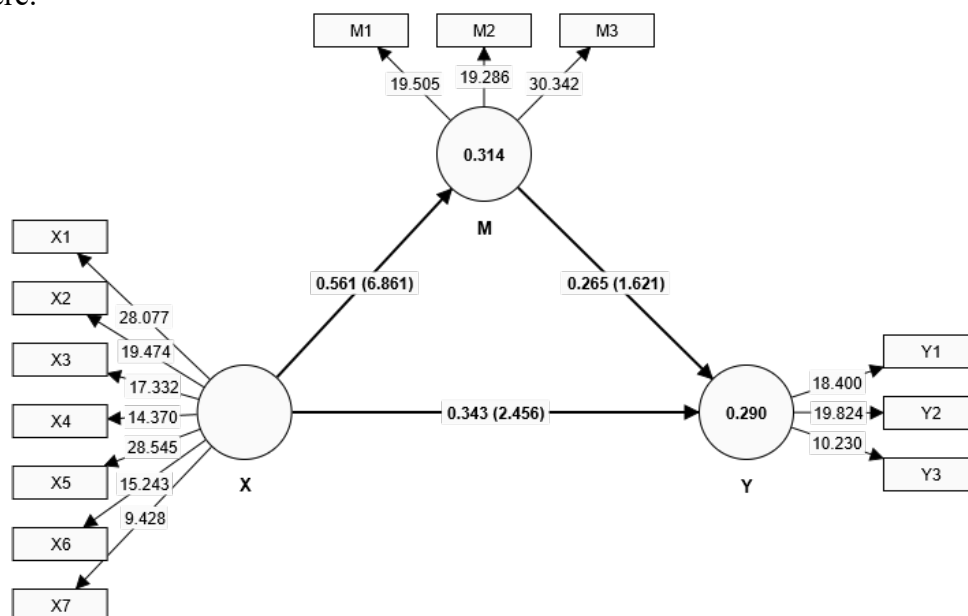 ere.
M1 M2 M3
19.505 19.286 30.342
0.314
M
X1
X2
X3
X4
X5
X6
X7
28.077
19.474
17.332
14.370
28.545
15.243
9.428
X
0.561 (6.861)
0.265 (1.621)
0.343 (2.456)
0.290
Y
18.400
19.824
10.230
Y1
Y2
Y3